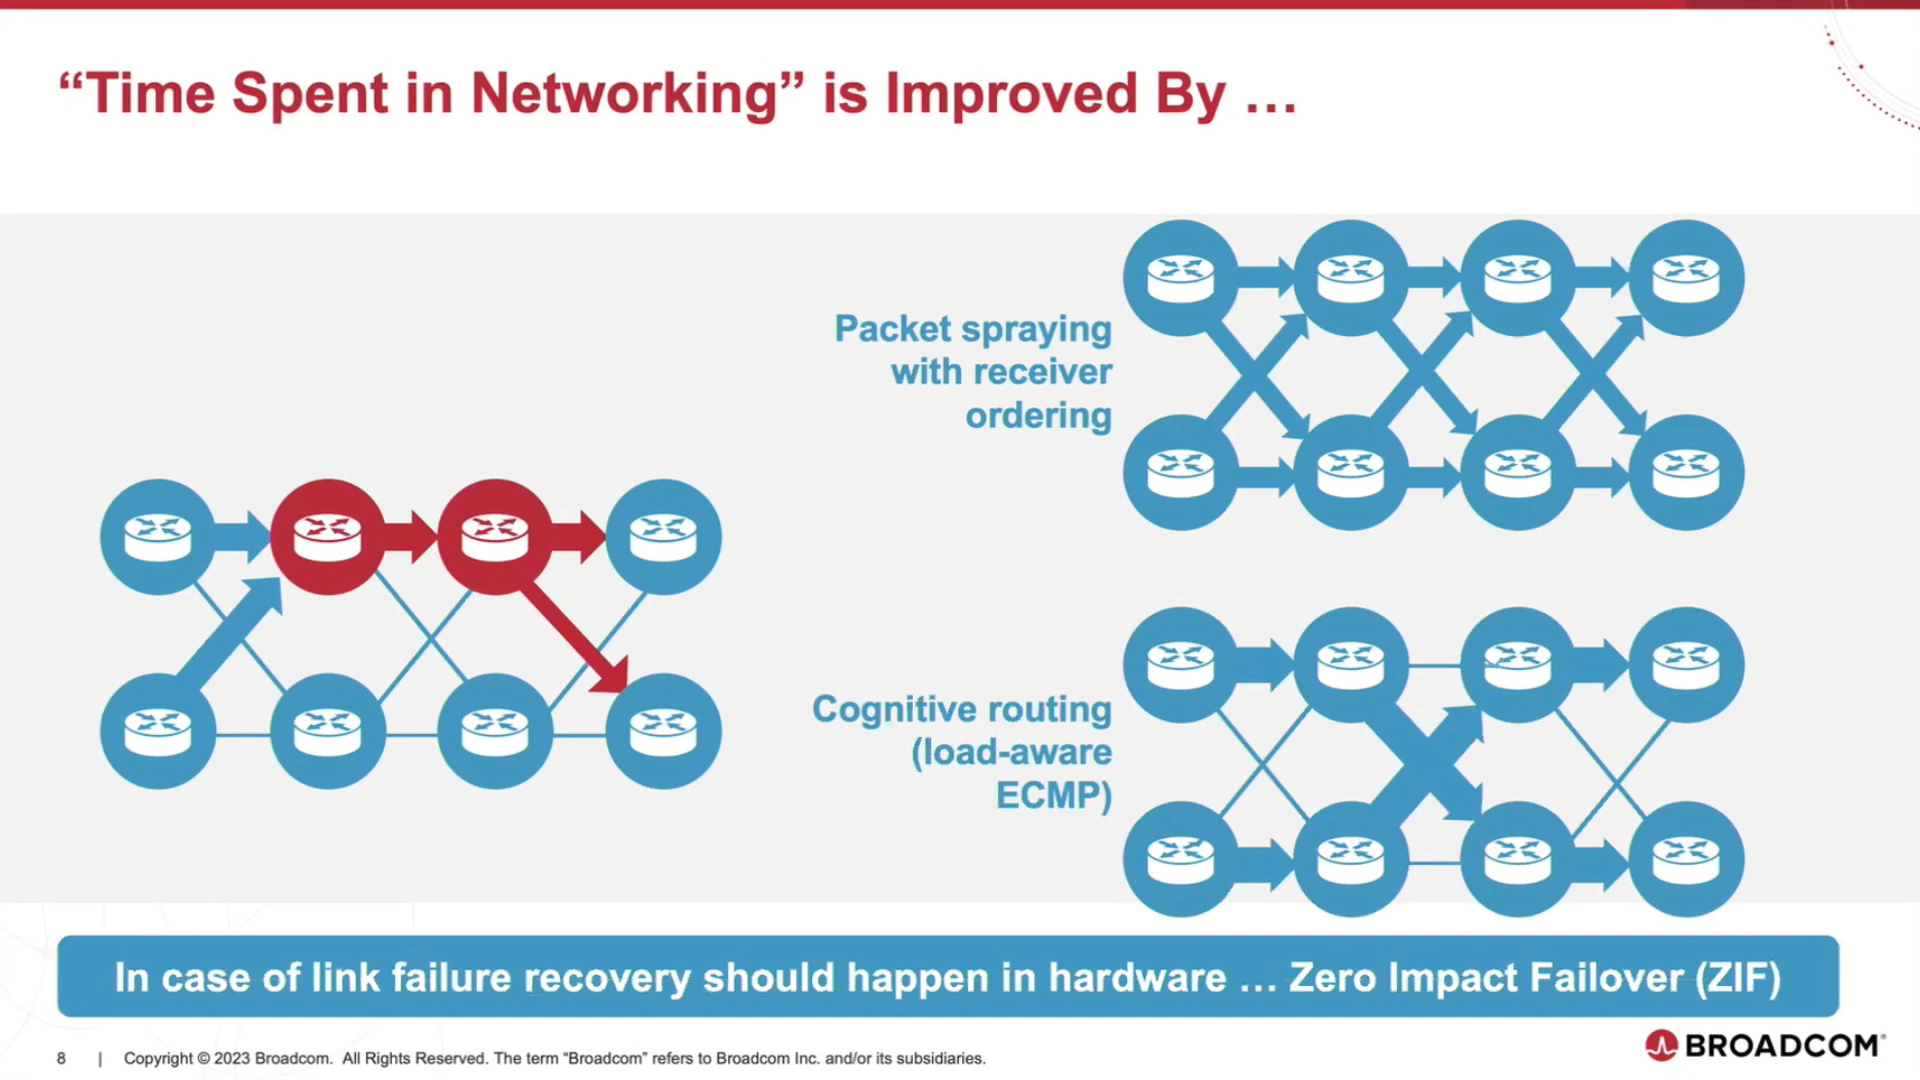 “Time Spent in Networking” is Improved By …
Packet spraying
with receiver
ordering
Cognitive routing
(load-aware
ECMP)
In case of link failure recovery should happen in hardware … Zero Impact Failover (ZIF)
8 | Copyright © 2023 Broadcom. All Rights Reserved. The term “Broadcom” refers to Broadcom Inc. and/or its subsidiaries.
BROADCOM®